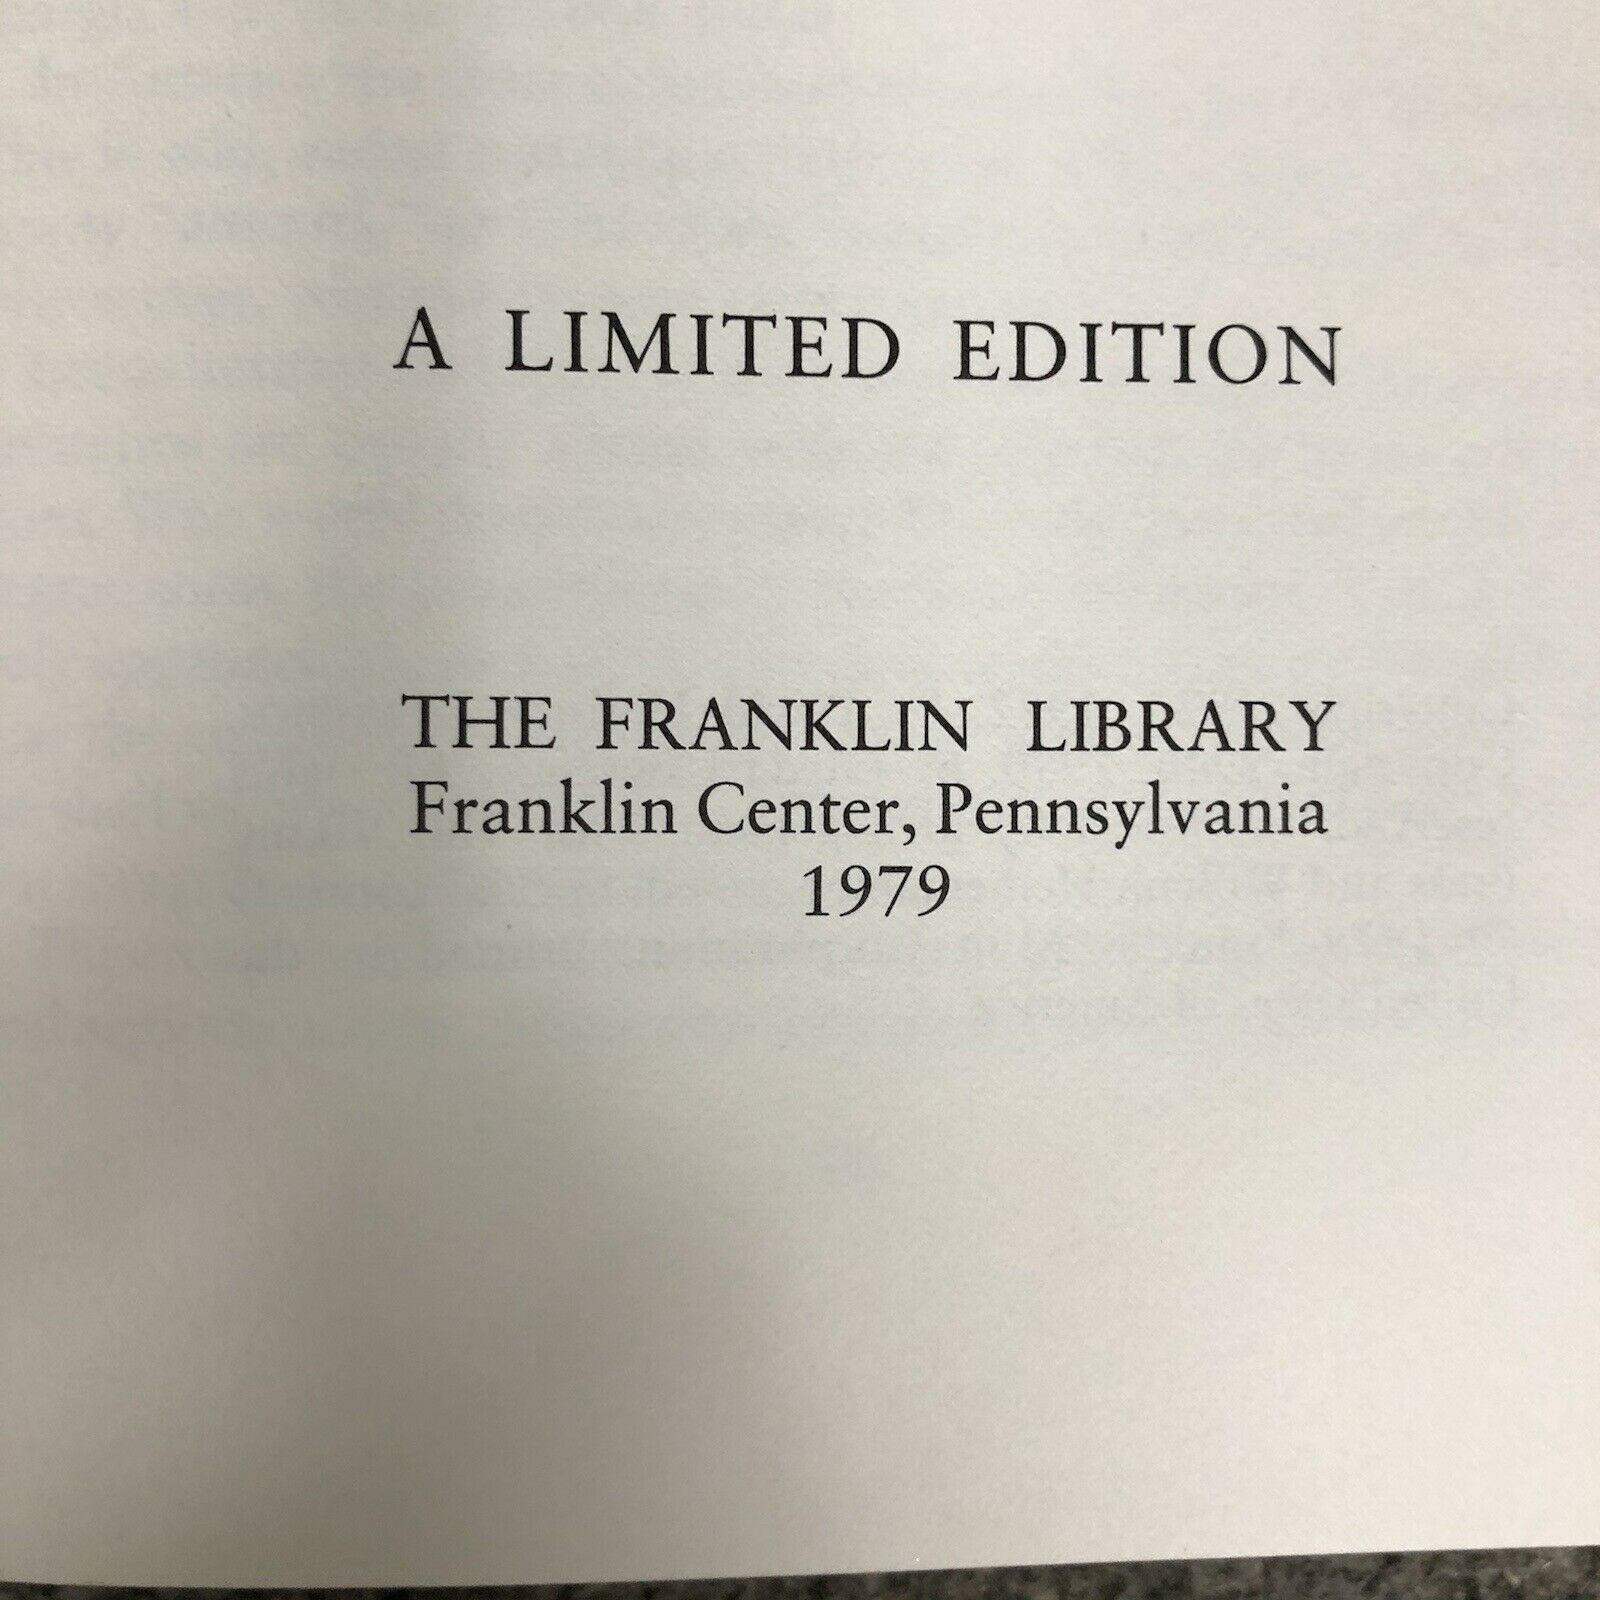 A LIMITED EDITION
THE FRANKLIN LIBRARY
Franklin Center, Pennsylvania
1979